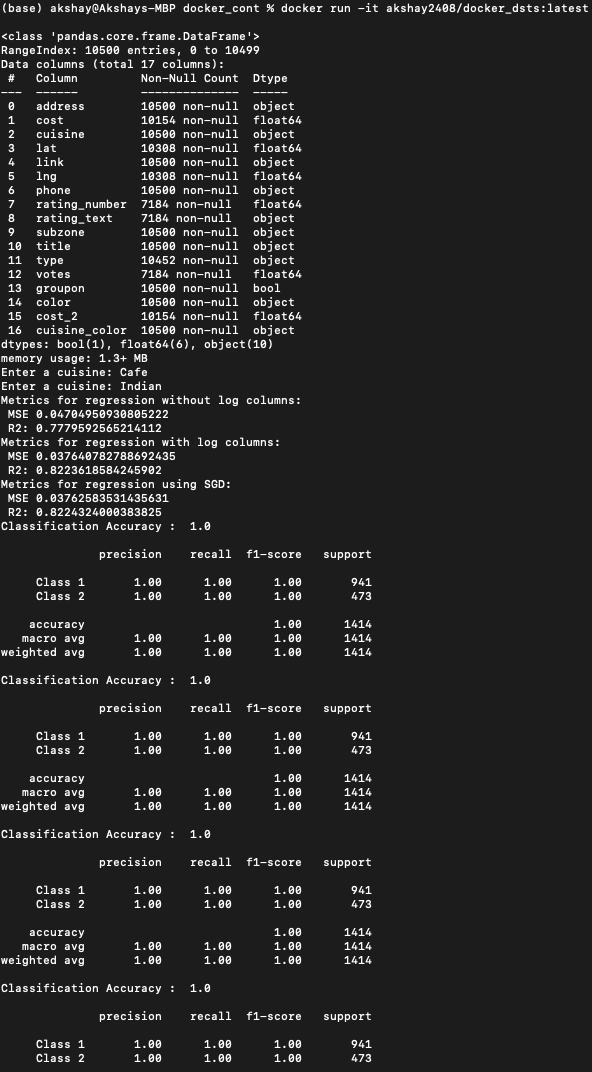 (base) akshay@Akshays-MBP docker_cont % docker run -it akshay2408/docker_dsts:latest
<class 'pandas.core.frame.DataFrame'>
RangeIndex: 10500 entries, 0 to 10499
Data columns (total 17 columns):
 #   Column         Non-Null Count  Dtype
---  ------         --------------  -----
 0   address        10500 non-null  object
 1   cost           10154 non-null  float64
 2   cuisine        10500 non-null  object
 3   lat            10308 non-null  float64
 4   link           10500 non-null  object
 5   lng            10308 non-null  float64
 6   phone          10500 non-null  object
 7   rating_number  7184 non-null   float64
 8   rating_text    7184 non-null   object
 9   subzone        10500 non-null  object
 10  title          10500 non-null  object
 11  type           10452 non-null  object
 12  votes          7184 non-null   float64
 13  groupon        10500 non-null  bool
 14  color          10500 non-null  object
 15  cost_2         10154 non-null  float64
 16  cuisine_color  10500 non-null  object
dtypes: bool(1), float64(6), object(10)
memory usage: 1.3+ MB
Enter a cuisine: Cafe
Enter a cuisine: Indian
Metrics for regression without log columns:
 MSE 0.04704950930805222
 R2: 0.7779592565214112
Metrics for regression with log columns:
 MSE 0.037640782788692435
 R2: 0.8223618584245902
Metrics for regression using SGD:
 MSE 0.03762583531435631
 R2: 0.8224324000383825
Classification Accuracy :  1.0
              precision    recall  f1-score   support
     Class 1       1.00      1.00      1.00       941
     Class 2       1.00      1.00      1.00       473
    accuracy                           1.00      1414
   macro avg       1.00      1.00      1.00      1414
weighted avg       1.00      1.00      1.00      1414
Classification Accuracy :  1.0
              precision    recall  f1-score   support
     Class 1       1.00      1.00      1.00       941
     Class 2       1.00      1.00      1.00       473
    accuracy                           1.00      1414
   macro avg       1.00      1.00      1.00      1414
weighted avg       1.00      1.00      1.00      1414
Classification Accuracy :  1.0
              precision    recall  f1-score   support
     Class 1       1.00      1.00      1.00       941
     Class 2       1.00      1.00      1.00       473
    accuracy                           1.00      1414
   macro avg       1.00      1.00      1.00      1414
weighted avg       1.00      1.00      1.00      1414
Classification Accuracy :  1.0
              precision    recall  f1-score   support
     Class 1       1.00      1.00      1.00       941
     Class 2       1.00      1.00      1.00       473